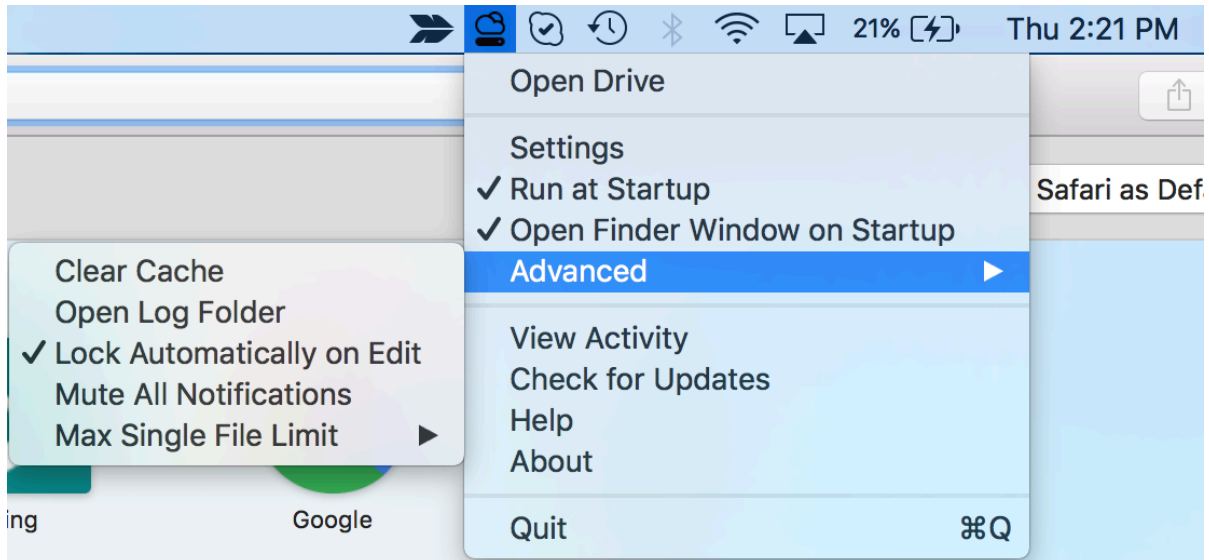 21% Thu 2:21 PM
Open Drive
Settings
✓ Run at Startup
Safari as Def
✓ Open Finder Window on Startup
Advanced ▶
Clear Cache
Open Log Folder
✓ Lock Automatically on Edit
Mute All Notifications
Max Single File Limit ▶
View Activity
Check for Updates
Help
About
Quit ⌘Q
ing
Google